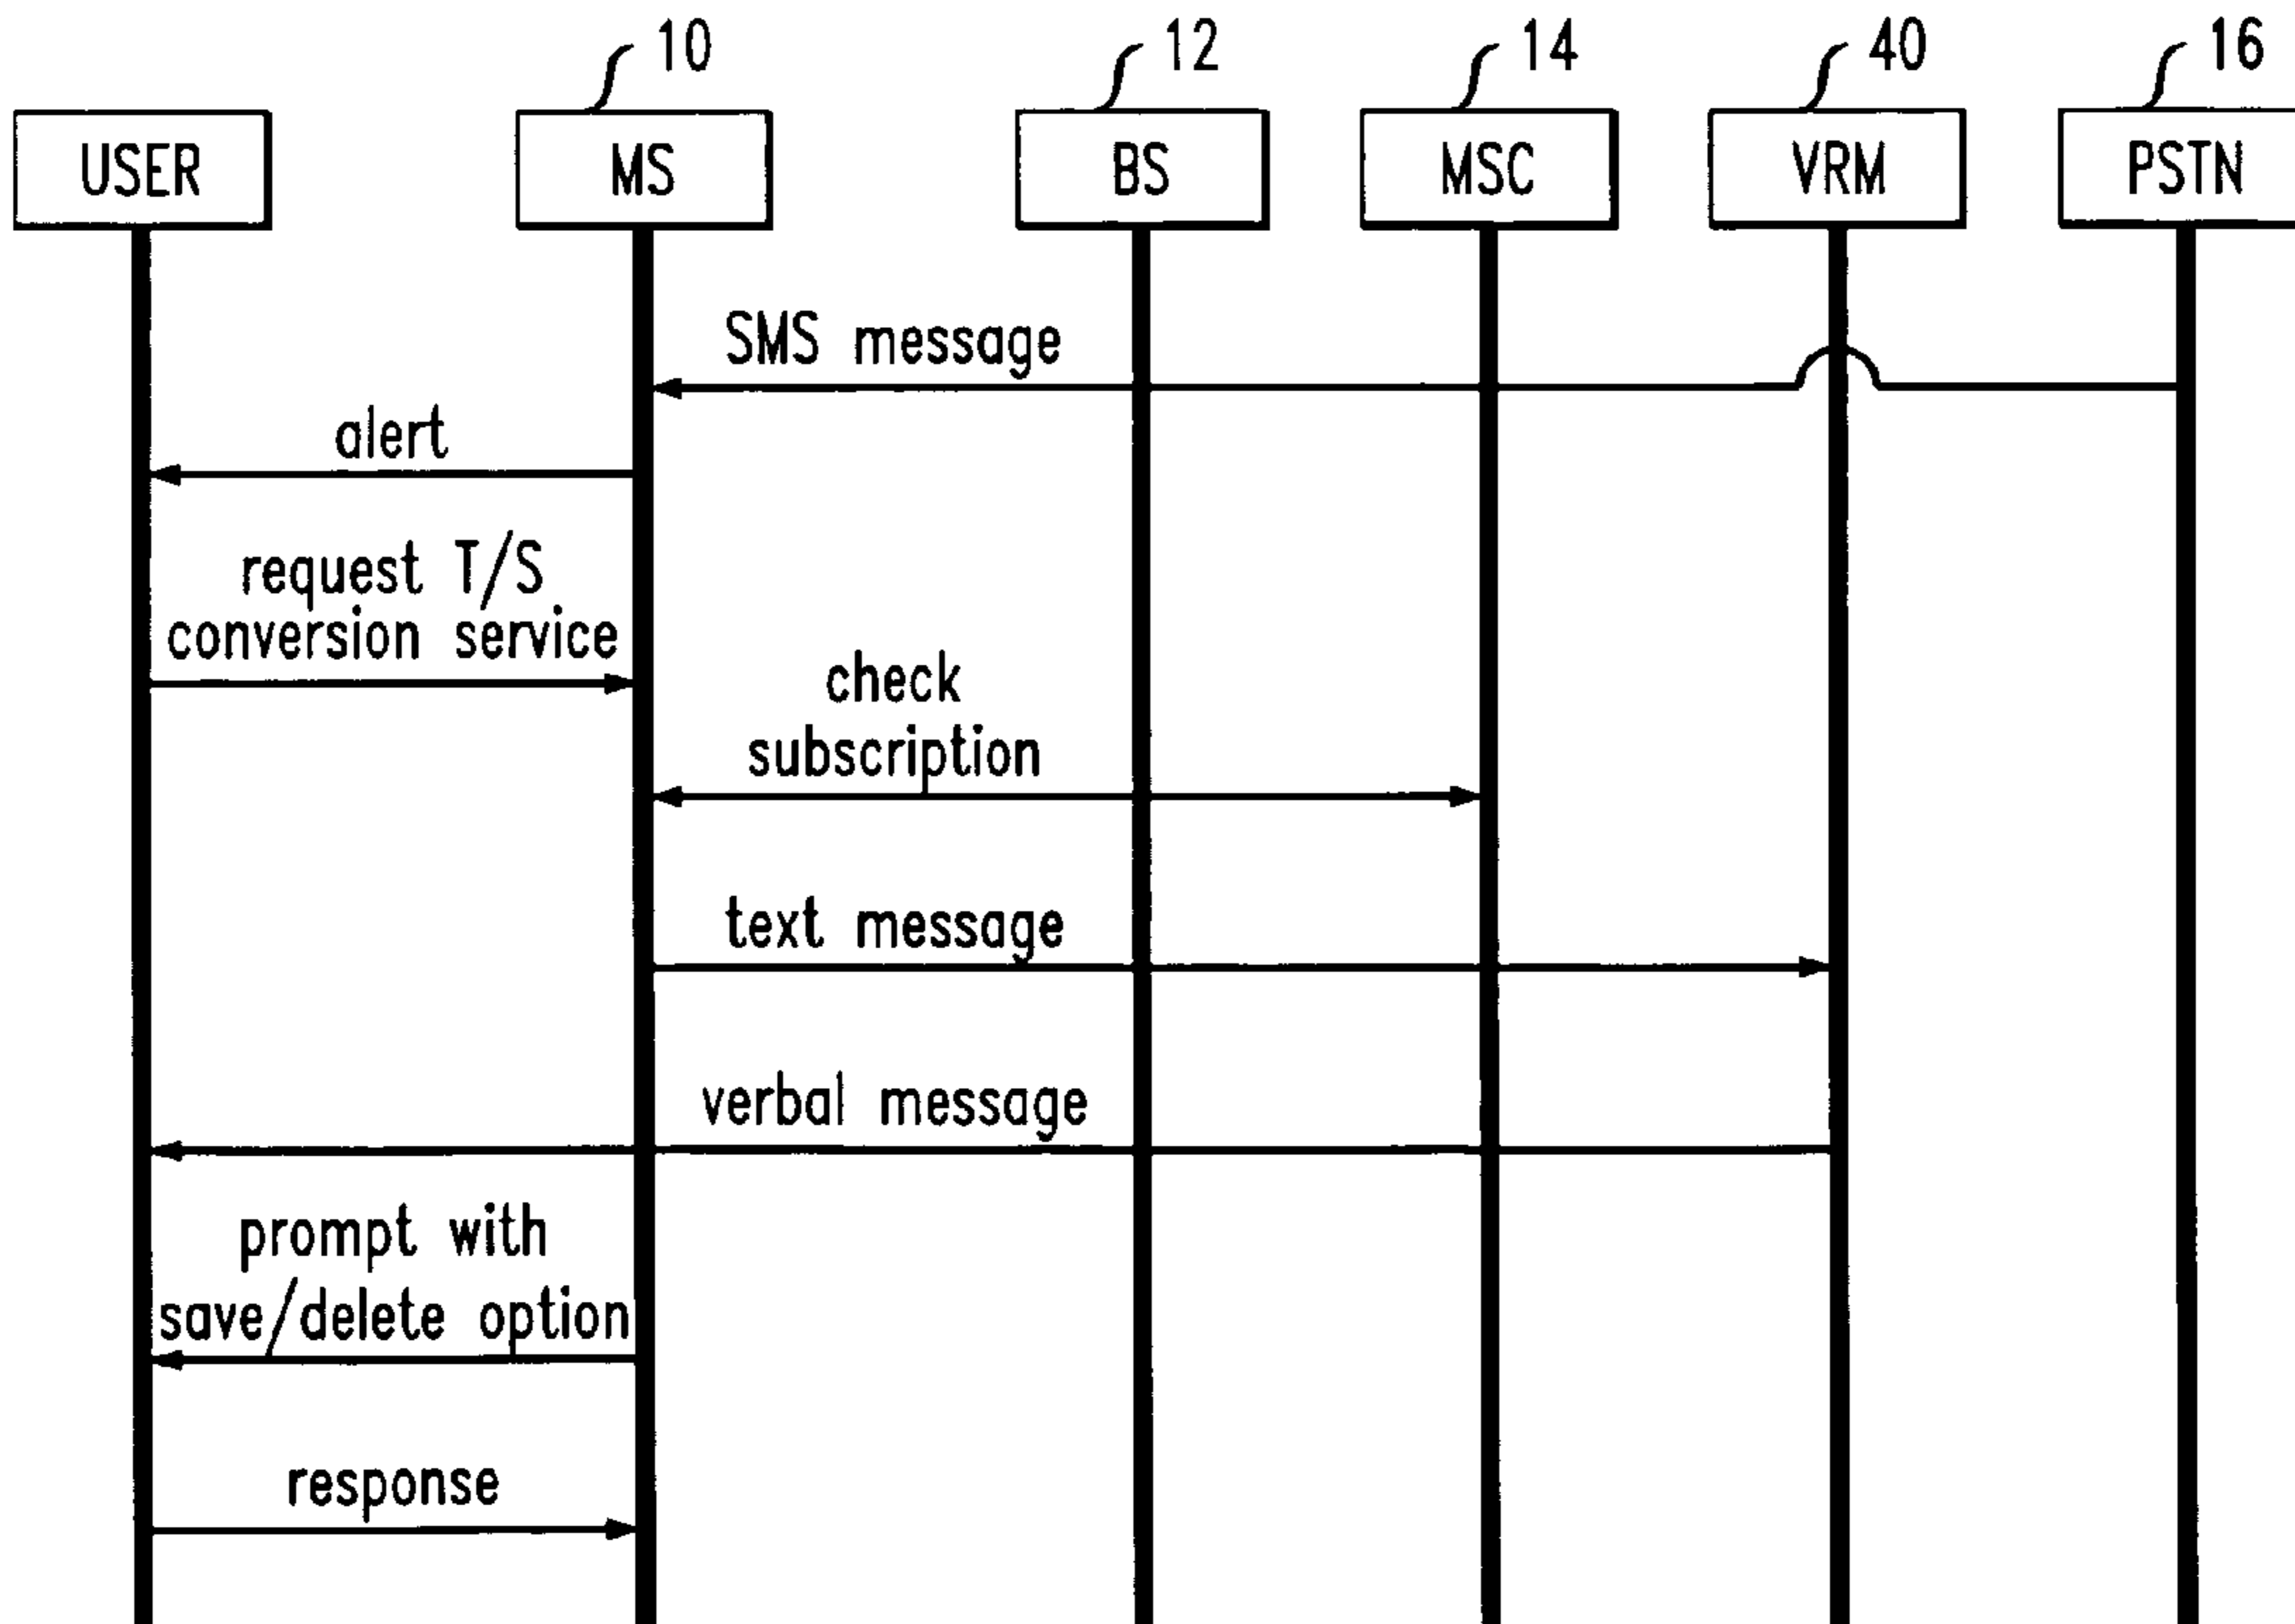 10
12
14
40
16
USER
MS
BS
MSC
VRM
PSTN
SMS message
alert
request T/S
conversion service
check
subscription
text message
verbal message
prompt with
save/delete option
response